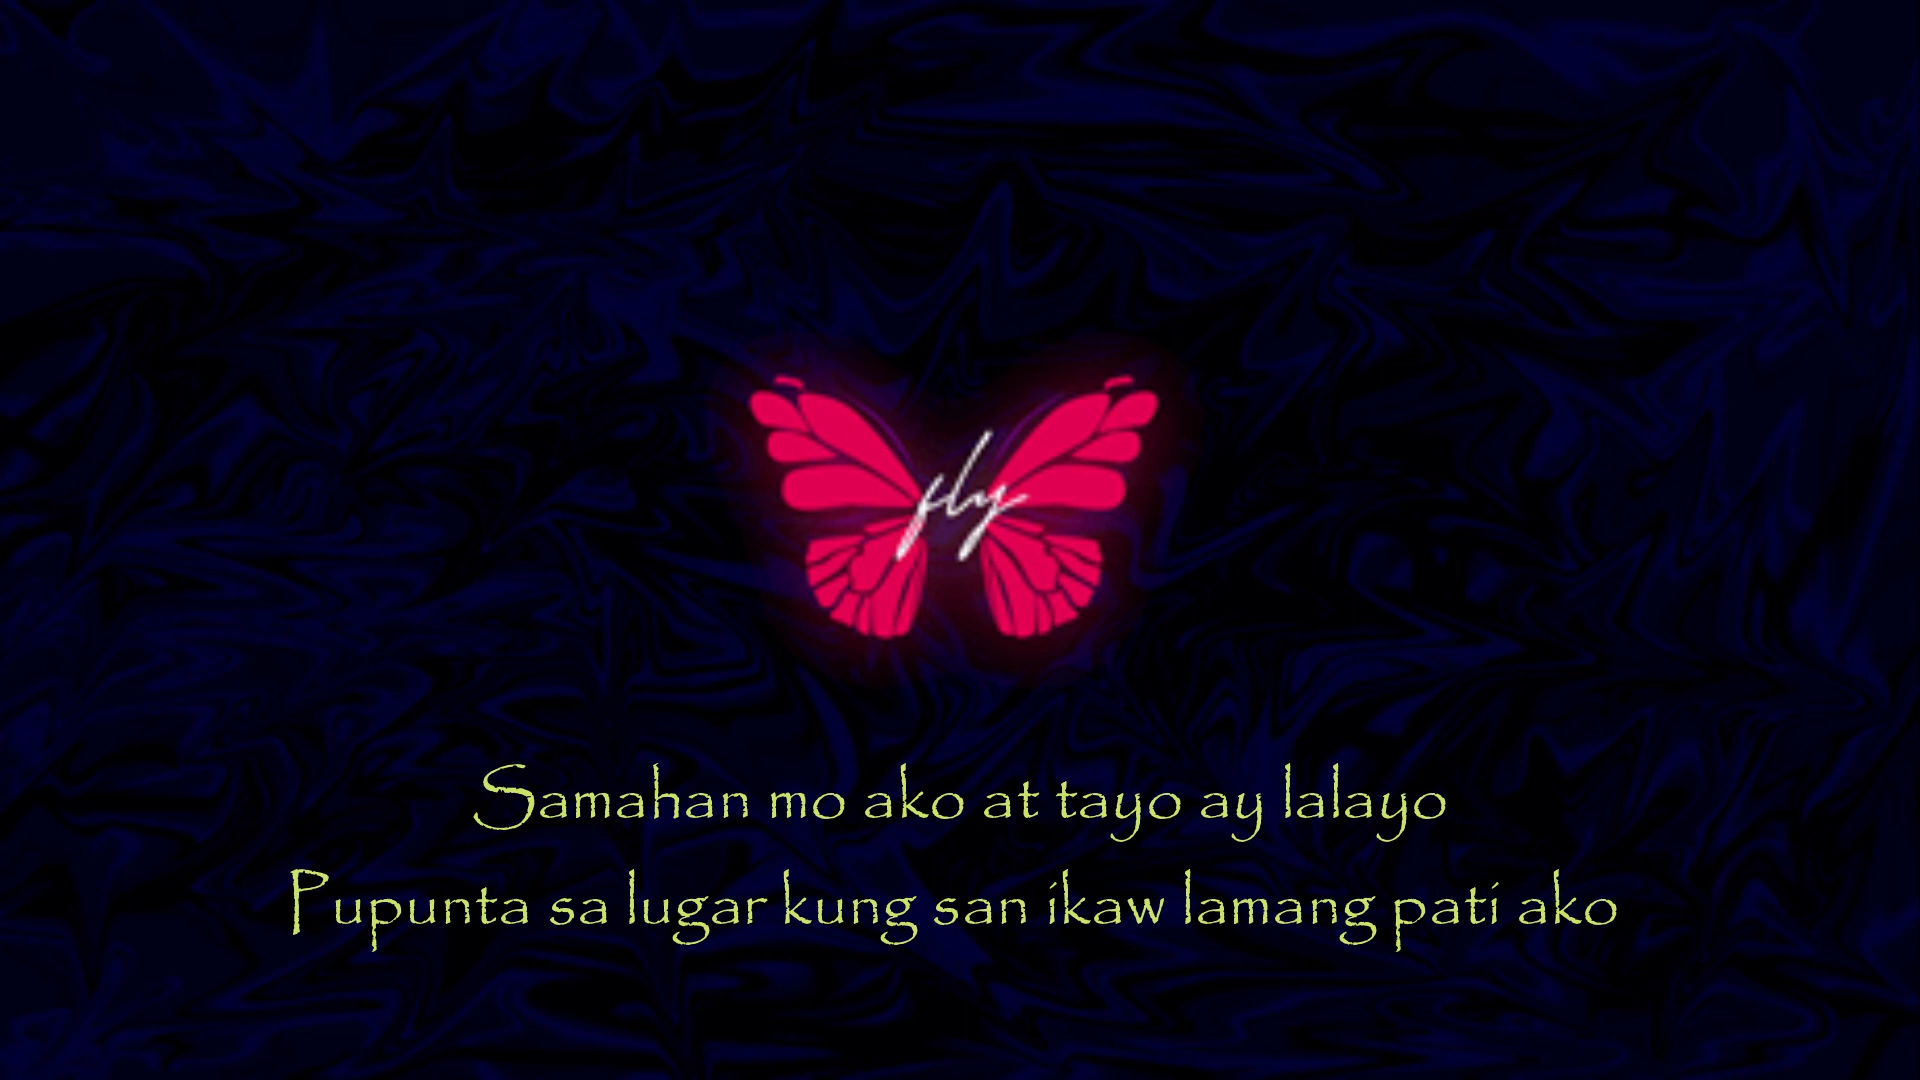 fly
Samahan mo ako at tayo ay lalayo
Pupunta sa lugar kung san ikaw lamang pati ako